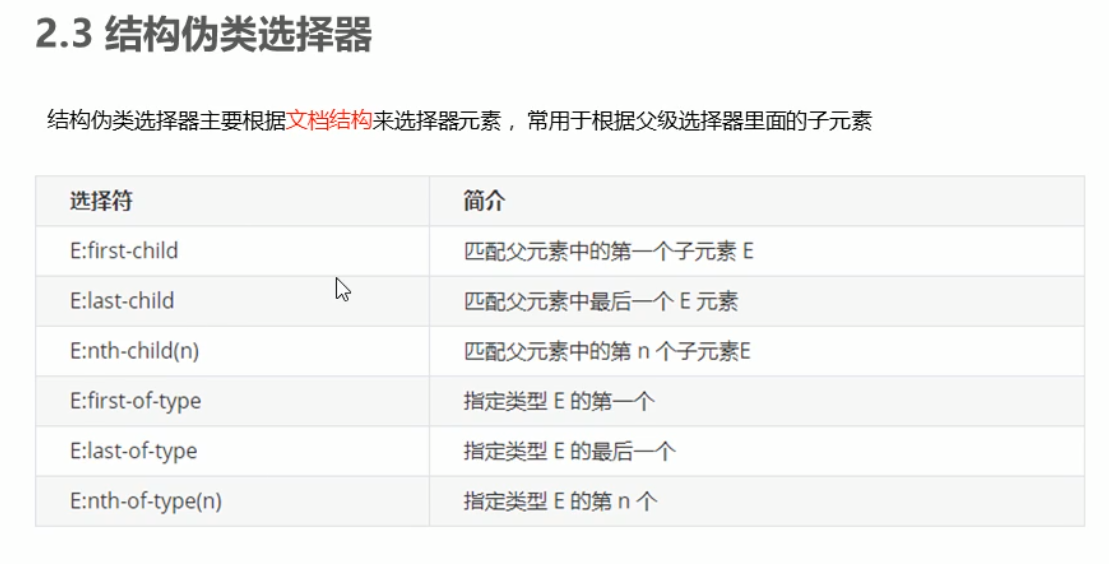 2.3 结构伪类选择器
结构伪类选择器主要根据文档结构来选择器元素，常用于根据父级选择器里面的子元素
选择符 简介
E:first-child 匹配父元素中的第一个子元素 E
E:last-child 匹配父元素中最后一个 E 元素
E:nth-child(n) 匹配父元素中的第 n 个子元素E
E:first-of-type 指定类型 E 的第一个
E:last-of-type 指定类型 E 的最后一个
E:nth-of-type(n) 指定类型 E 的第 n 个